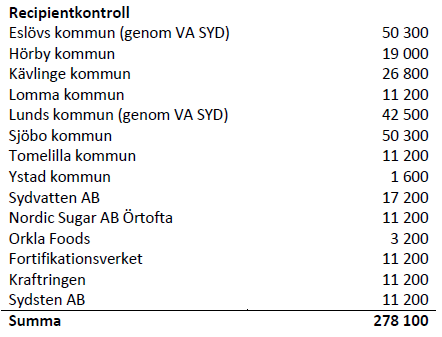 Recipientkontroll
Eslövs kommun (genom VA SYD) 50 300
Hörby kommun 19 000
Kävlinge kommun 26 800
Lomma kommun 11 200
Lunds kommun (genom VA SYD) 42 500
Sjöbo kommun 50 300
Tomelilla kommun 11 200
Ystad kommun 1 600
Sydvatten AB 17 200
Nordic Sugar AB Örtofta 11 200
Orkla Foods 3 200
Fortifikationsverket 11 200
Kraftringen 11 200
Sydsten AB 11 200
Summa 278 100